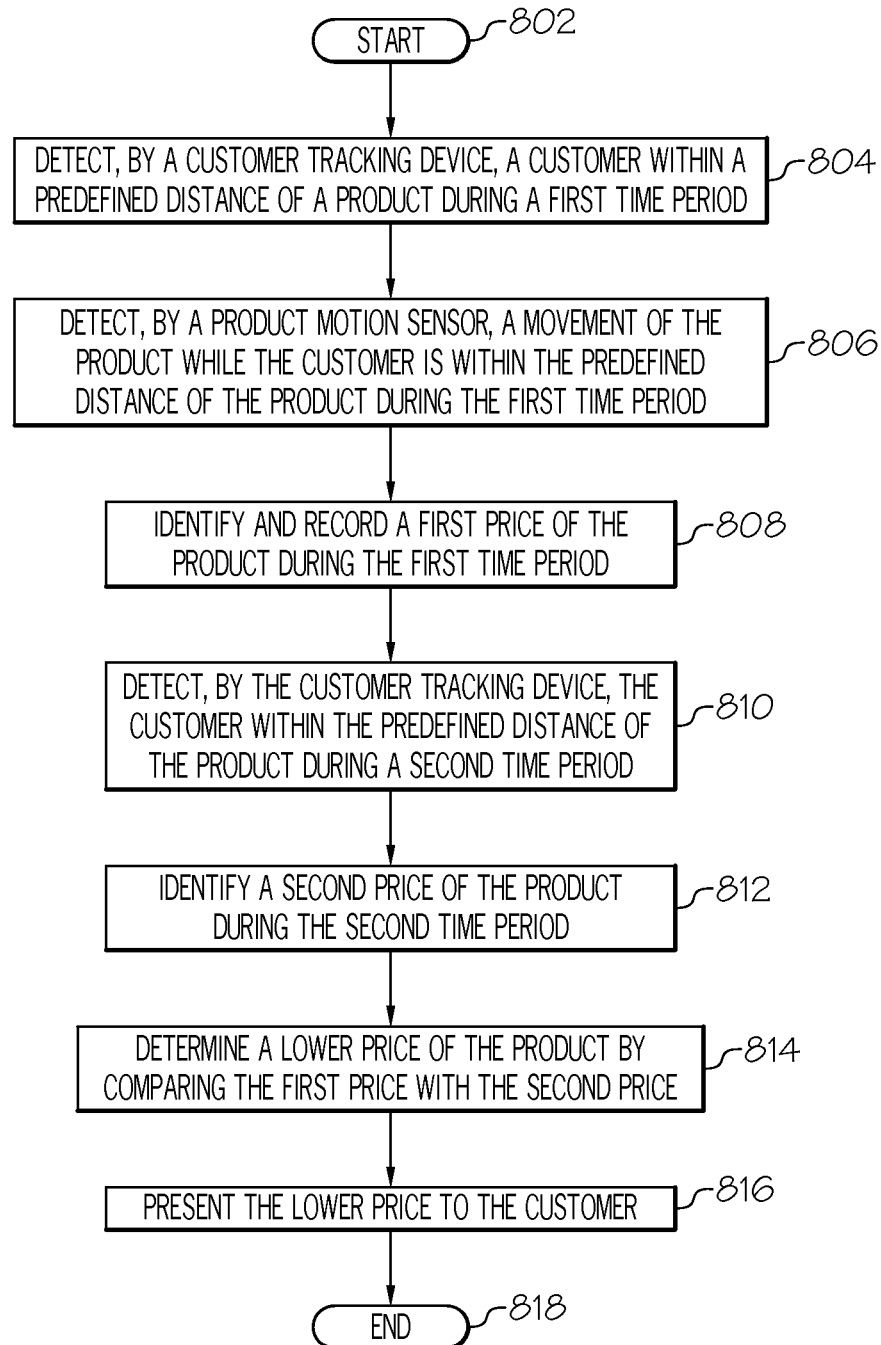 START
802
DETECT, BY A CUSTOMER TRACKING DEVICE, A CUSTOMER WITHIN A
PREDEFINED DISTANCE OF A PRODUCT DURING A FIRST TIME PERIOD
804
DETECT, BY A PRODUCT MOTION SENSOR, A MOVEMENT OF THE
PRODUCT WHILE THE CUSTOMER IS WITHIN THE PREDEFINED
DISTANCE OF THE PRODUCT DURING THE FIRST TIME PERIOD
806
IDENTIFY AND RECORD A FIRST PRICE OF THE
PRODUCT DURING THE FIRST TIME PERIOD
808
DETECT, BY THE CUSTOMER TRACKING DEVICE, THE
CUSTOMER WITHIN THE PREDEFINED DISTANCE OF
THE PRODUCT DURING A SECOND TIME PERIOD
810
IDENTIFY A SECOND PRICE OF THE PRODUCT
DURING THE SECOND TIME PERIOD
812
DETERMINE A LOWER PRICE OF THE PRODUCT BY
COMPARING THE FIRST PRICE WITH THE SECOND PRICE
814
PRESENT THE LOWER PRICE TO THE CUSTOMER
816
END
818